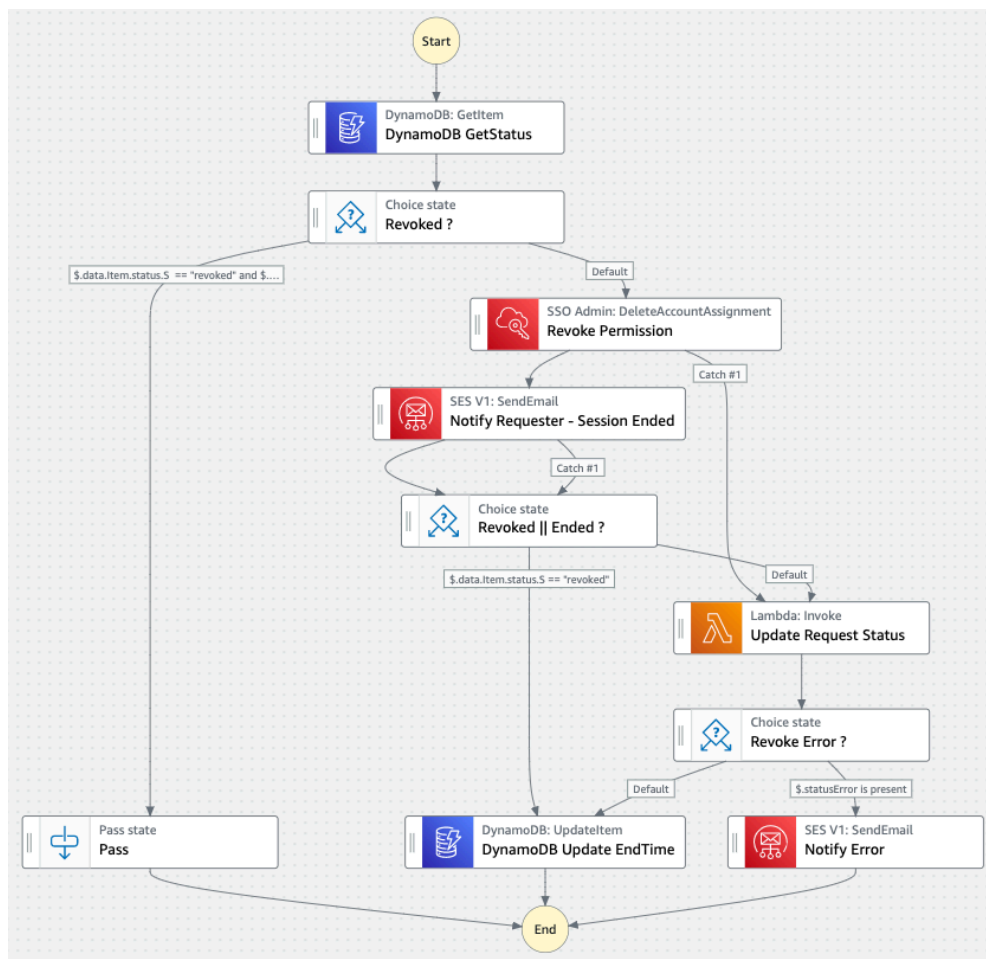 Start
DynamoDB: GetItem
DynamoDB GetStatus
Choice state
Revoked ?
$.data.Item.status.S == "revoked" and $....
Default
SSO Admin: DeleteAccountAssignment
Revoke Permission
Catch #1
SES V1: SendEmail
Notify Requester - Session Ended
Catch #1
Choice state
Revoked || Ended ?
$.data.Item.status.S == "revoked"
Default
Lambda: Invoke
Update Request Status
Choice state
Revoke Error ?
Default
$.statusError is present
Pass state
Pass
DynamoDB: UpdateItem
DynamoDB Update EndTime
SES V1: SendEmail
Notify Error
End